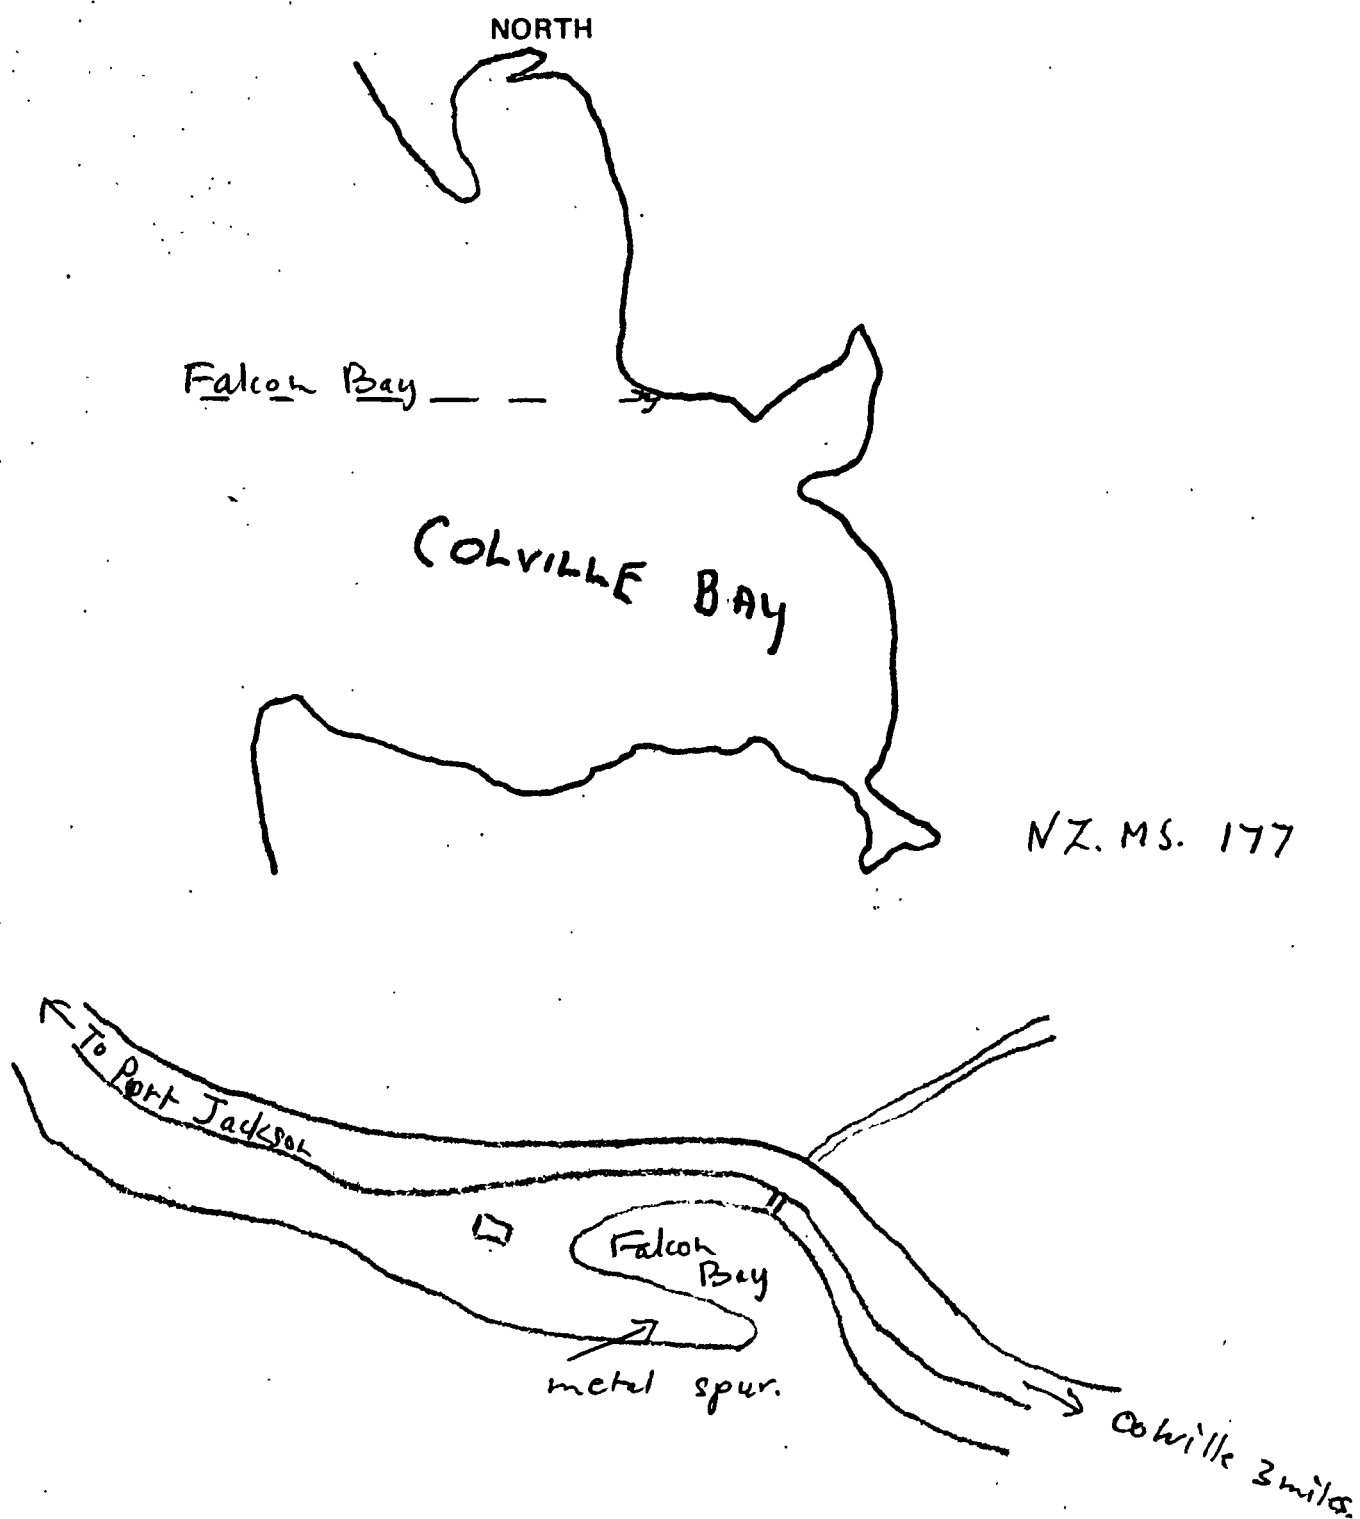 NORTH
Falcon Bay
COLVILLE BAY
NZ. MS. 177
To Port Jackson
Falcon
Bay
metal spur.
Colville 3 miles.